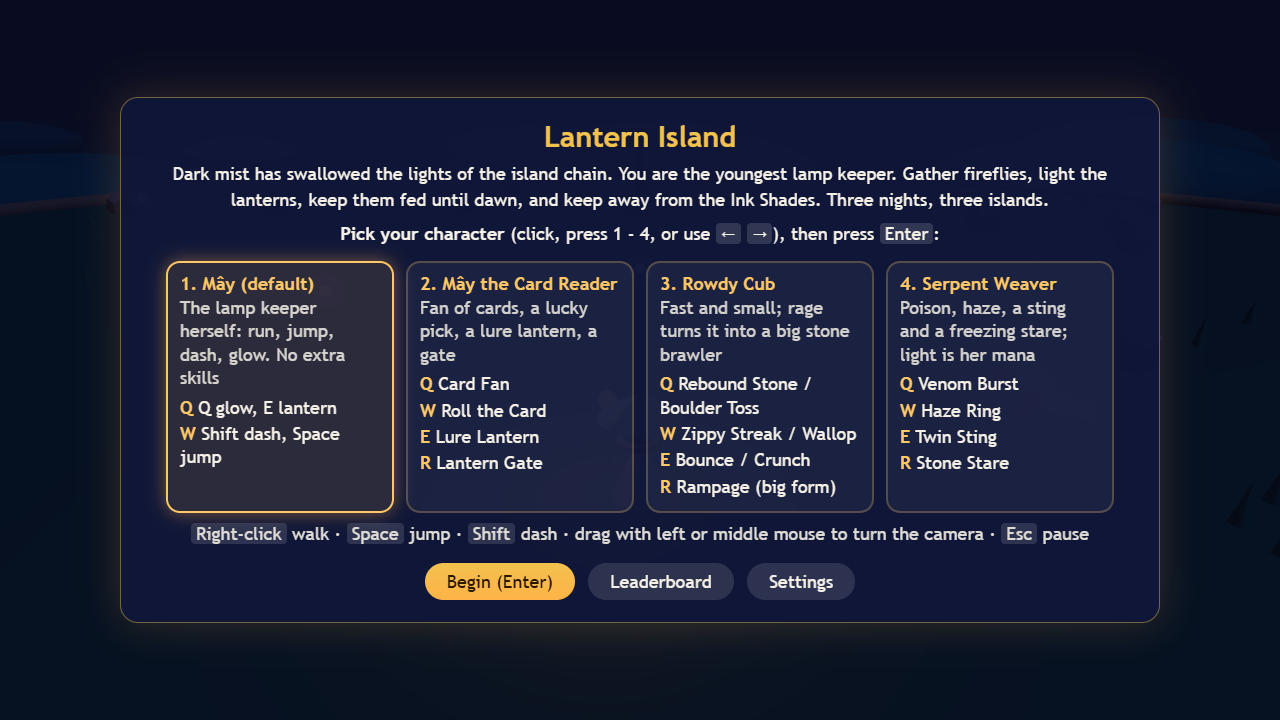 Lantern Island
Dark mist has swallowed the lights of the island chain. You are the youngest lamp keeper. Gather fireflies, light the
lanterns, keep them fed until dawn, and keep away from the Ink Shades. Three nights, three islands.
Pick your character (click, press 1 - 4, or use ← →), then press Enter:
1. Mây (default)
The lamp keeper
herself: run, jump,
dash, glow. No extra
skills
Q Q glow, E lantern
W Shift dash, Space
jump
2. Mây the Card Reader
Fan of cards, a lucky
pick, a lure lantern, a
gate
Q Card Fan
W Roll the Card
E Lure Lantern
R Lantern Gate
3. Rowdy Cub
Fast and small; rage
turns it into a big stone
brawler
Q Rebound Stone /
Boulder Toss
W Zippy Streak / Wallop
E Bounce / Crunch
R Rampage (big form)
4. Serpent Weaver
Poison, haze, a sting
and a freezing stare;
light is her mana
Q Venom Burst
W Haze Ring
E Twin Sting
R Stone Stare
Right-click walk · Space jump · Shift dash · drag with left or middle mouse to turn the camera · Esc pause
Begin (Enter)
Leaderboard
Settings